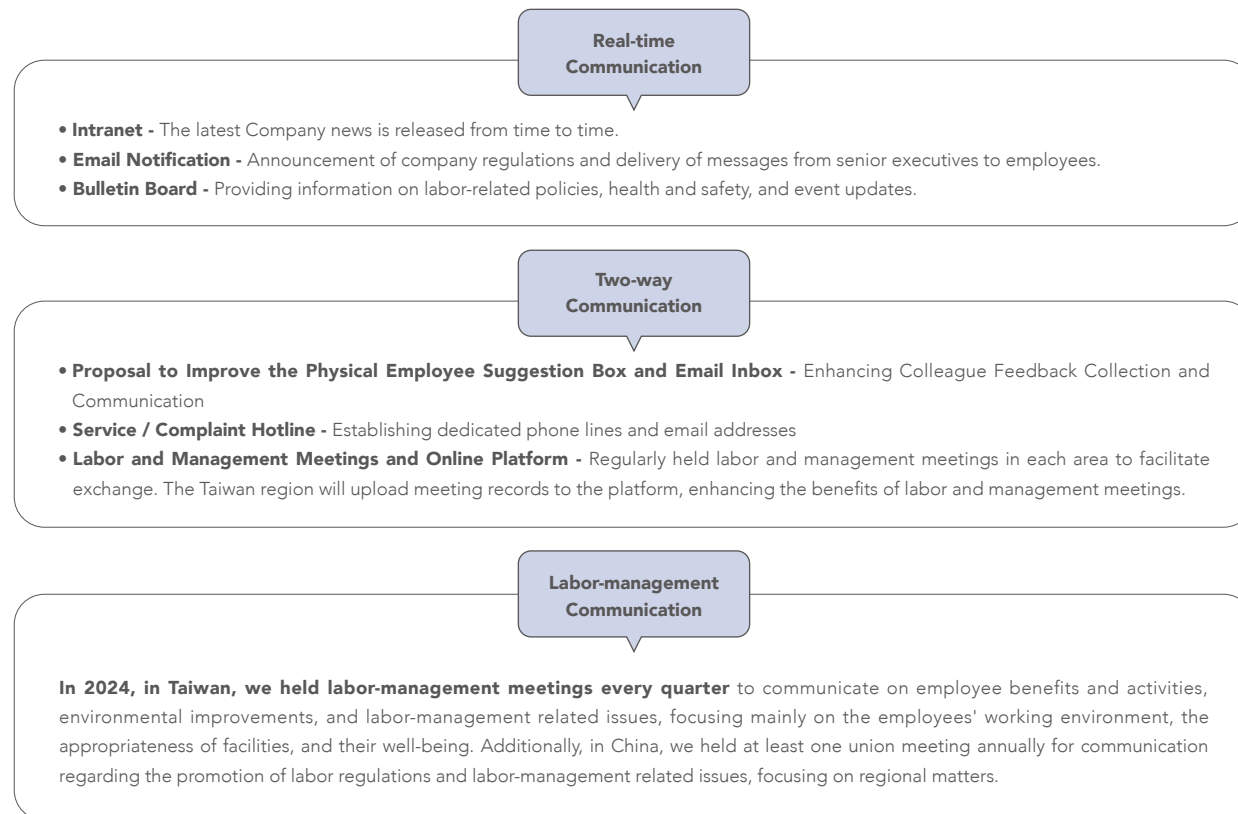 Real-time
Communication
• Intranet - The latest Company news is released from time to time.
• Email Notification - Announcement of company regulations and delivery of messages from senior executives to employees.
• Bulletin Board - Providing information on labor-related policies, health and safety, and event updates.
Two-way
Communication
• Proposal to Improve the Physical Employee Suggestion Box and Email Inbox - Enhancing Colleague Feedback Collection and
Communication
• Service / Complaint Hotline - Establishing dedicated phone lines and email addresses
• Labor and Management Meetings and Online Platform - Regularly held labor and management meetings in each area to facilitate
exchange. The Taiwan region will upload meeting records to the platform, enhancing the benefits of labor and management meetings.
Labor-management
Communication
In 2024, in Taiwan, we held labor-management meetings every quarter to communicate on employee benefits and activities,
environmental improvements, and labor-management related issues, focusing mainly on the employees' working environment, the
appropriateness of facilities, and their well-being. Additionally, in China, we held at least one union meeting annually for communication
regarding the promotion of labor regulations and labor-management related issues, focusing on regional matters.